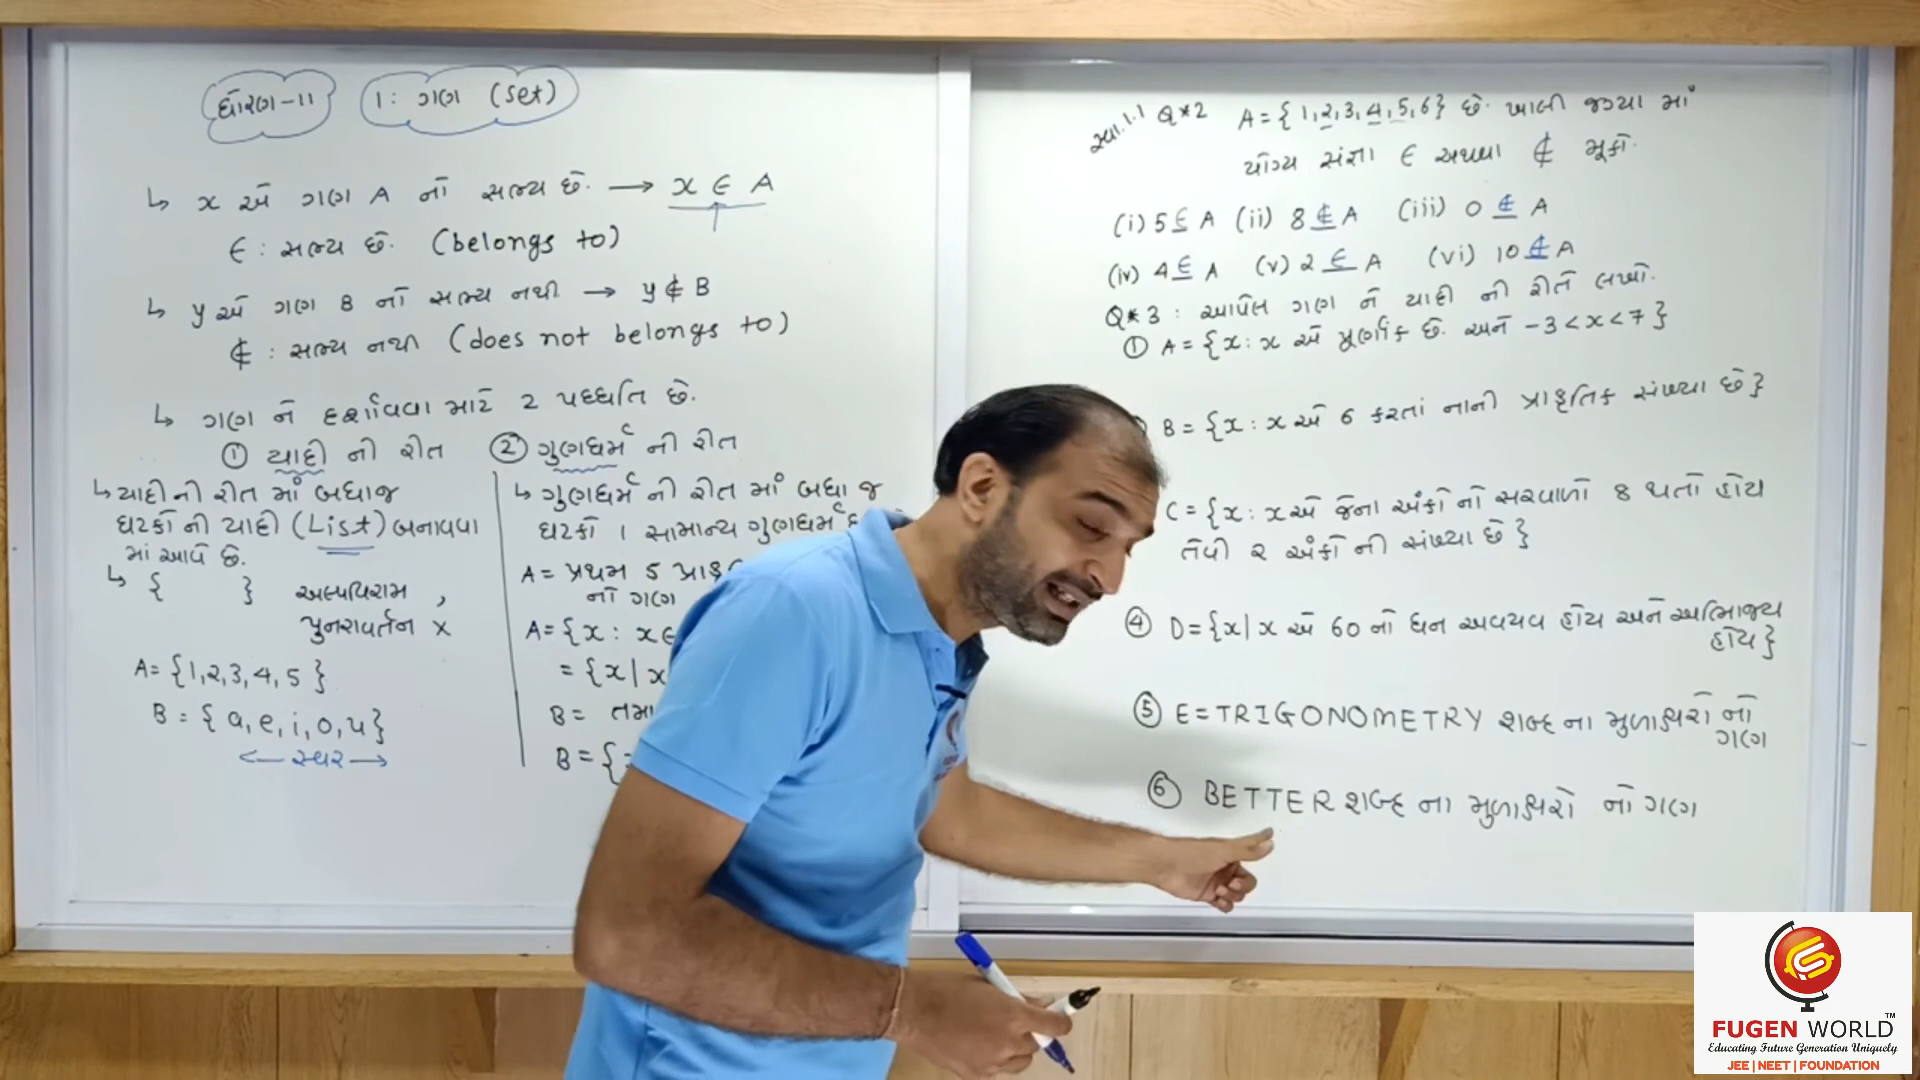 ધોરણ-11
1: ગણ (Set)
↳ x એ ગણ A નો સભ્ય છે. → x ∈ A
∈ : સભ્ય છે. (belongs to)
↳ y એ ગણ B નો સભ્ય નથી → y ∉ B
∉ : સભ્ય નથી (does not belongs to)
↳ ગણ ને દર્શાવવા માટે 2 પધ્ધતિ છે.
① યાદી ની રીત ② ગુણધર્મ ની રીત
↳ યાદી ની રીત માં બધાજ
ઘટકો ની યાદી (List) બનાવવા
માં આવે છે.
↳ { } અલ્પવિરામ ,
પુનરાવર્તન x
A = {1,2,3,4,5}
B = {a, e, i, o, u}
← સ્વર →
↳ ગુણધર્મ ની રીત માં બધા જ
ઘટકો 1 સામાન્ય ગુણધર્મ
A = પ્રથમ 5
નો ગણ
A = {x : x ∈
= {x | x
B =
B = {
સ્વા. 1.1 Q*2 A = {1,2,3,4,5,6} છે. ખાલી જગ્યા માં
યોગ્ય સંજ્ઞા ∈ અથવા ∉ મૂકો.
(i) 5 ∈ A (ii) 8 ∉ A (iii) 0 ∉ A
(iv) 4 ∈ A (v) 2 ∈ A (vi) 10 ∉ A
Q*3 : આપેલ ગણ ને યાદી ની રીતે લખો.
① A = {x : x એ પૂર્ણાંક છે. અને -3 < x < 7}
B = {x : x એ 6 કરતાં નાની પ્રાકૃતિક સંખ્યા છે}
C = {x : x એ જેના અંકો નો સરવાળો 8 થતો હોય
તેવી 2 અંકો ની સંખ્યા છે}
④ D = {x | x એ 60 નો ધન અવયવ હોય અને અવિભાજ્ય
હોય}
⑤ E = TRIGONOMETRY શબ્દ ના મુળાક્ષરો નો
ગણ
⑥ BETTER શબ્દ ના મુળાક્ષરો નો ગણ
FUGEN WORLD™
Educating Future Generation Uniquely
JEE | NEET | FOUNDATION